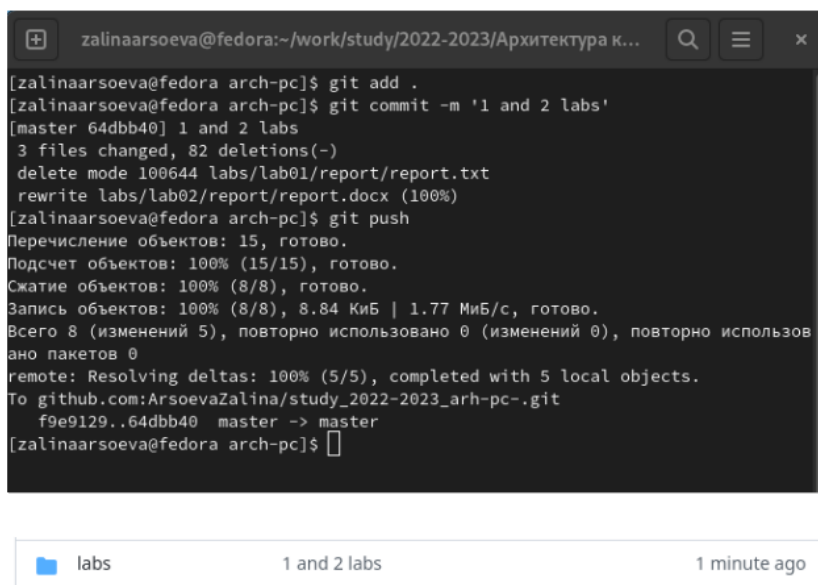 zalinaarsoeva@fedora:~/work/study/2022-2023/Архитектура к...
[zalinaarsoeva@fedora arch-pc]$ git add .
[zalinaarsoeva@fedora arch-pc]$ git commit -m '1 and 2 labs'
[master 64dbb40] 1 and 2 labs
 3 files changed, 82 deletions(-)
 delete mode 100644 labs/lab01/report/report.txt
 rewrite labs/lab02/report/report.docx (100%)
[zalinaarsoeva@fedora arch-pc]$ git push
Перечисление объектов: 15, готово.
Подсчет объектов: 100% (15/15), готово.
Сжатие объектов: 100% (8/8), готово.
Запись объектов: 100% (8/8), 8.84 КиБ | 1.77 МиБ/с, готово.
Всего 8 (изменений 5), повторно использовано 0 (изменений 0), повторно использов
ано пакетов 0
remote: Resolving deltas: 100% (5/5), completed with 5 local objects.
To github.com:ArsoevaZalina/study_2022-2023_arh-pc-.git
   f9e9129..64dbb40  master -> master
[zalinaarsoeva@fedora arch-pc]$
labs 1 and 2 labs 1 minute ago